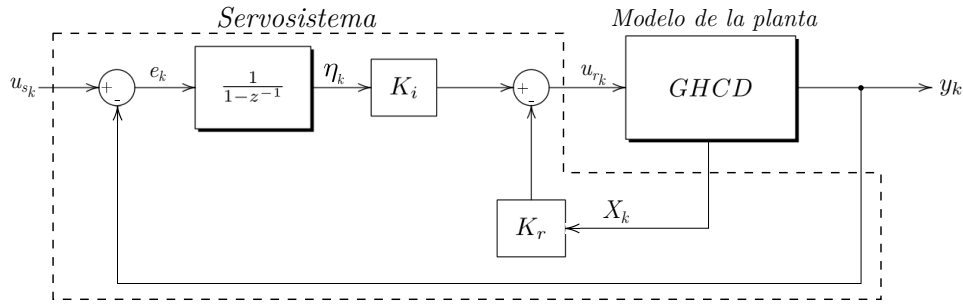 Servosistema
Modelo de la planta
u_{s_k}
+
-
e_k
\frac{1}{1-z^{-1}}
η_k
K_i
+
-
u_{r_k}
GHCD
y_k
K_r
X_k